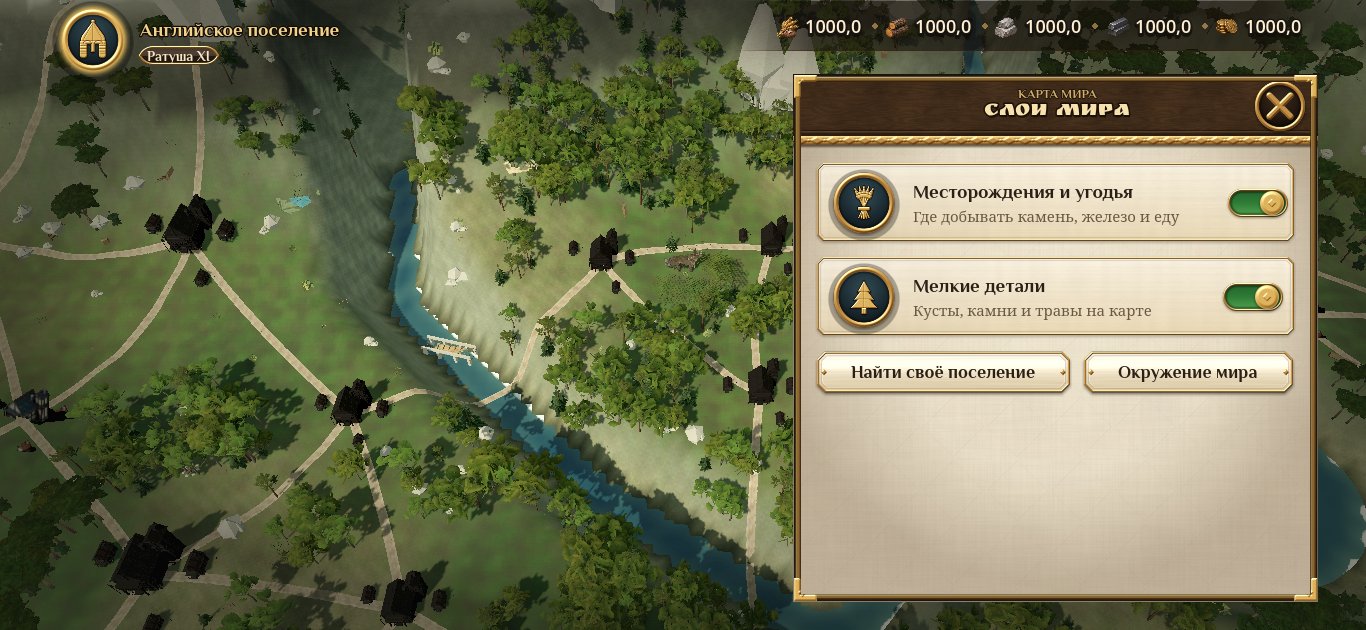 Английское поселение
Ратуша XI
1000,0 1000,0 1000,0 1000,0 1000,0
КАРТА МИРА
СЛОИ МИРА
Месторождения и угодья
Где добывать камень, железо и еду
Мелкие детали
Кусты, камни и травы на карте
Найти своё поселение
Окружение мира